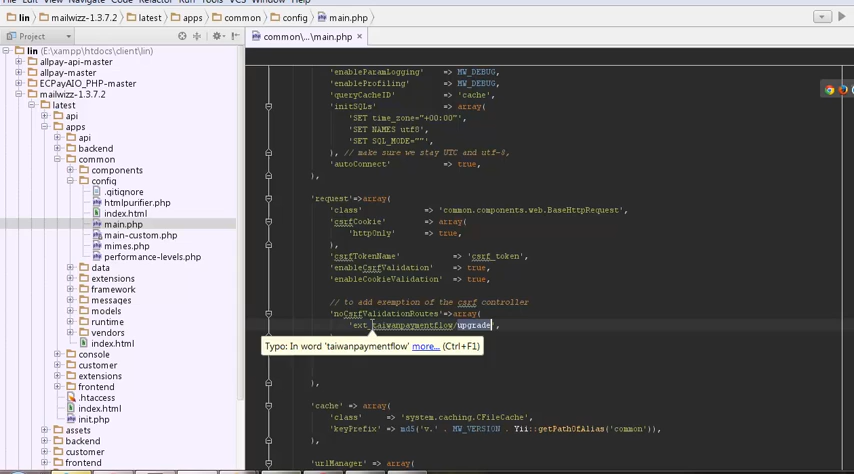 File Edit View Navigate Code Refactor Run Tools VCS Window Help
lin mailwizz-1.3.7.2 latest apps common config main.php
Project
common\...\main.php
lin (E:\xampp\htdocs\client\lin)
allpay-api-master
allpay-master
ECPayAIO_PHP-master
mailwizz-1.3.7.2
latest
api
apps
api
backend
common
components
config
.gitignore
htmlpurifier.php
index.html
main.php
main-custom.php
mimes.php
performance-levels.php
data
extensions
framework
messages
models
runtime
vendors
index.html
console
customer
extensions
frontend
.htaccess
index.html
init.php
assets
backend
customer
frontend
'enableParamLogging' => MW_DEBUG,
'enableProfiling' => MW_DEBUG,
'queryCacheID' => 'cache',
'initSQLs' => array(
'SET time_zone="+00:00"',
'SET NAMES utf8',
'SET SQL_MODE=""',
), // make sure we stay UTC and utf-8,
'autoConnect' => true,
),
'request'=>array(
'class' => 'common.components.web.BaseHttpRequest',
'csrfCookie' => array(
'httpOnly' => true,
),
'csrfTokenName' => 'csrf_token',
'enableCsrfValidation' => true,
'enableCookieValidation' => true,
// to add exemption of the csrf controller
'noCsrfValidationRoutes'=>array(
'ext_taiwanpaymentflow/upgrade',
Typo: In word 'taiwanpaymentflow' more... (Ctrl+F1)
),
'cache' => array(
'class' => 'system.caching.CFileCache',
'keyPrefix' => md5('v.' . MW_VERSION . Yii::getPathOfAlias('common')),
),
'urlManager' => array(